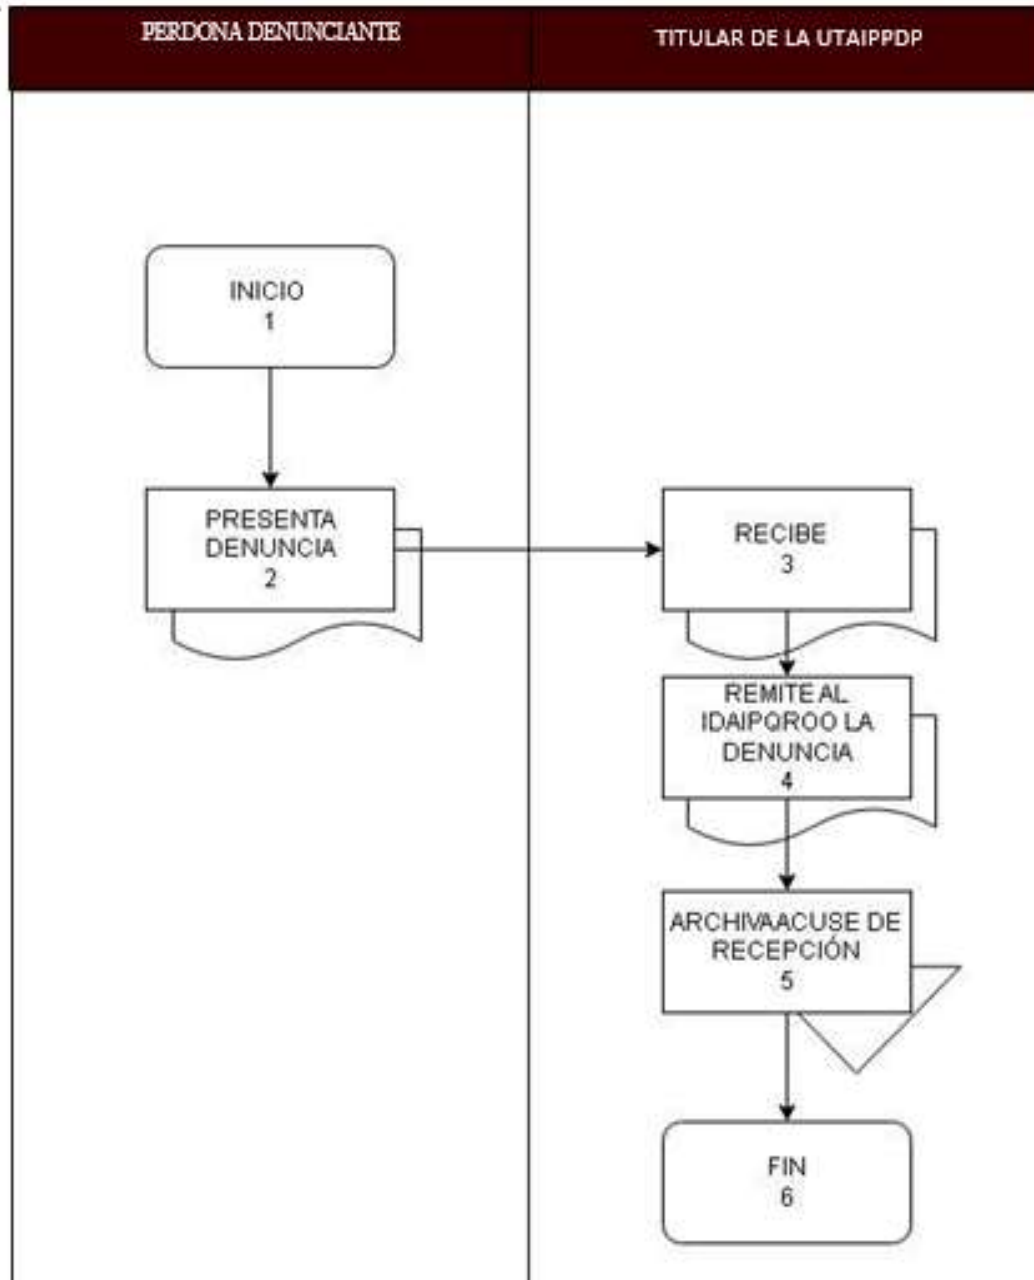 PERDONA DENUNCIANTE
TITULAR DE LA UTAIPPDP
INICIO
1
PRESENTA
DENUNCIA
2
RECIBE
3
REMITE AL
IDAIPQROO LA
DENUNCIA
4
ARCHIVAACUSE DE
RECEPCIÓN
5
FIN
6